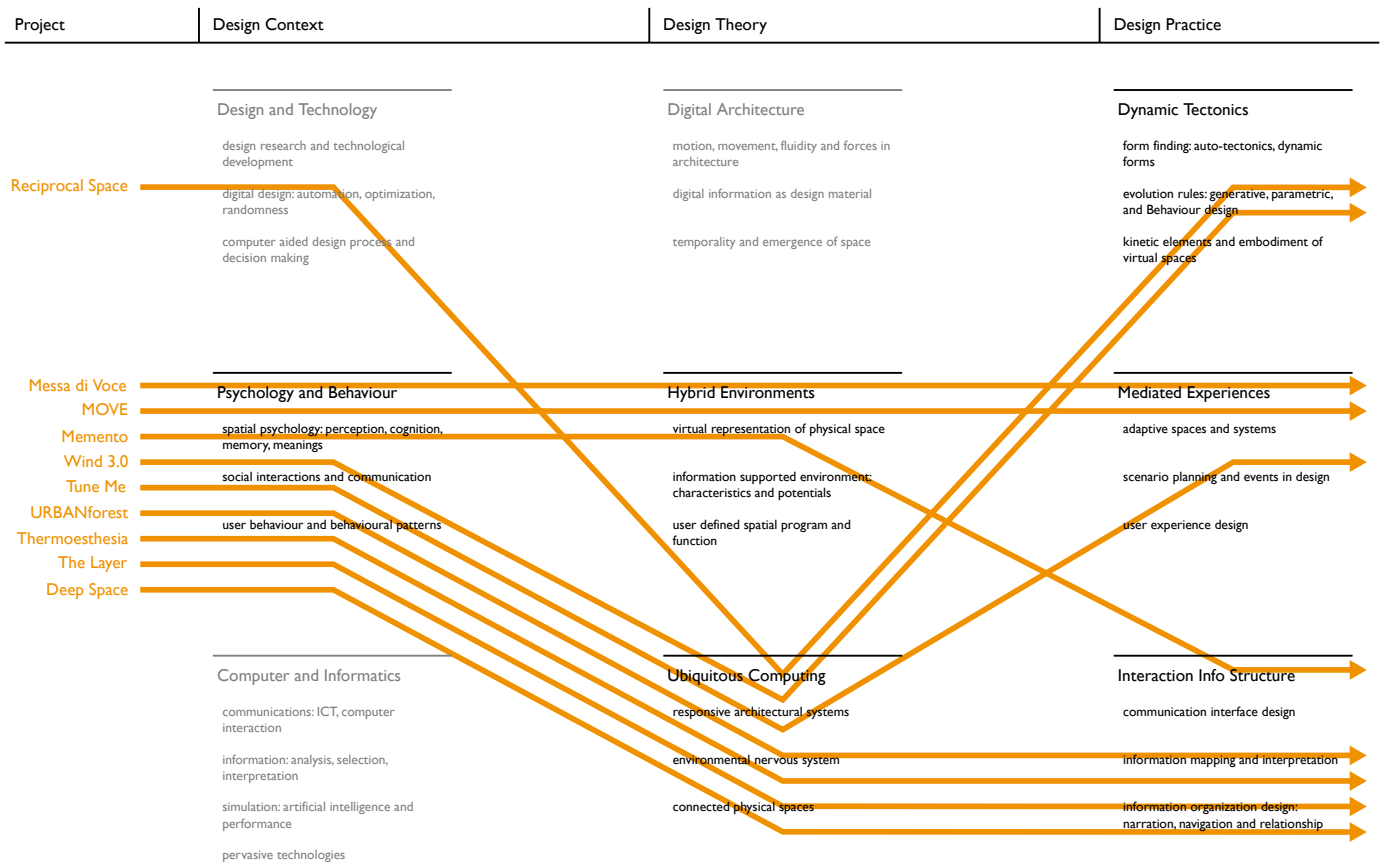 Project
Design Context
Design Theory
Design Practice
Design and Technology
design research and technological
development
digital design: automation, optimization,
randomness
computer aided design process and
decision making
Digital Architecture
motion, movement, fluidity and forces in
architecture
digital information as design material
temporality and emergence of space
Dynamic Tectonics
form finding: auto-tectonics, dynamic
forms
evolution rules: generative, parametric,
and Behaviour design
kinetic elements and embodiment of
virtual spaces
Reciprocal Space
Messa di Voce
MOVE
Memento
Wind 3.0
Tune Me
URBANforest
Thermoesthesia
The Layer
Deep Space
Psychology and Behaviour
spatial psychology: perception, cognition,
memory, meanings
social interactions and communication
user behaviour and behavioural patterns
Hybrid Environments
virtual representation of physical space
information supported environment:
characteristics and potentials
user defined spatial program and
function
Mediated Experiences
adaptive spaces and systems
scenario planning and events in design
user experience design
Computer and Informatics
communications: ICT, computer
interaction
information: analysis, selection,
interpretation
simulation: artificial intelligence and
performance
pervasive technologies
Ubiquitous Computing
responsive architectural systems
environmental nervous system
connected physical spaces
Interaction Info Structure
communication interface design
information mapping and interpretation
information organization design:
narration, navigation and relationship